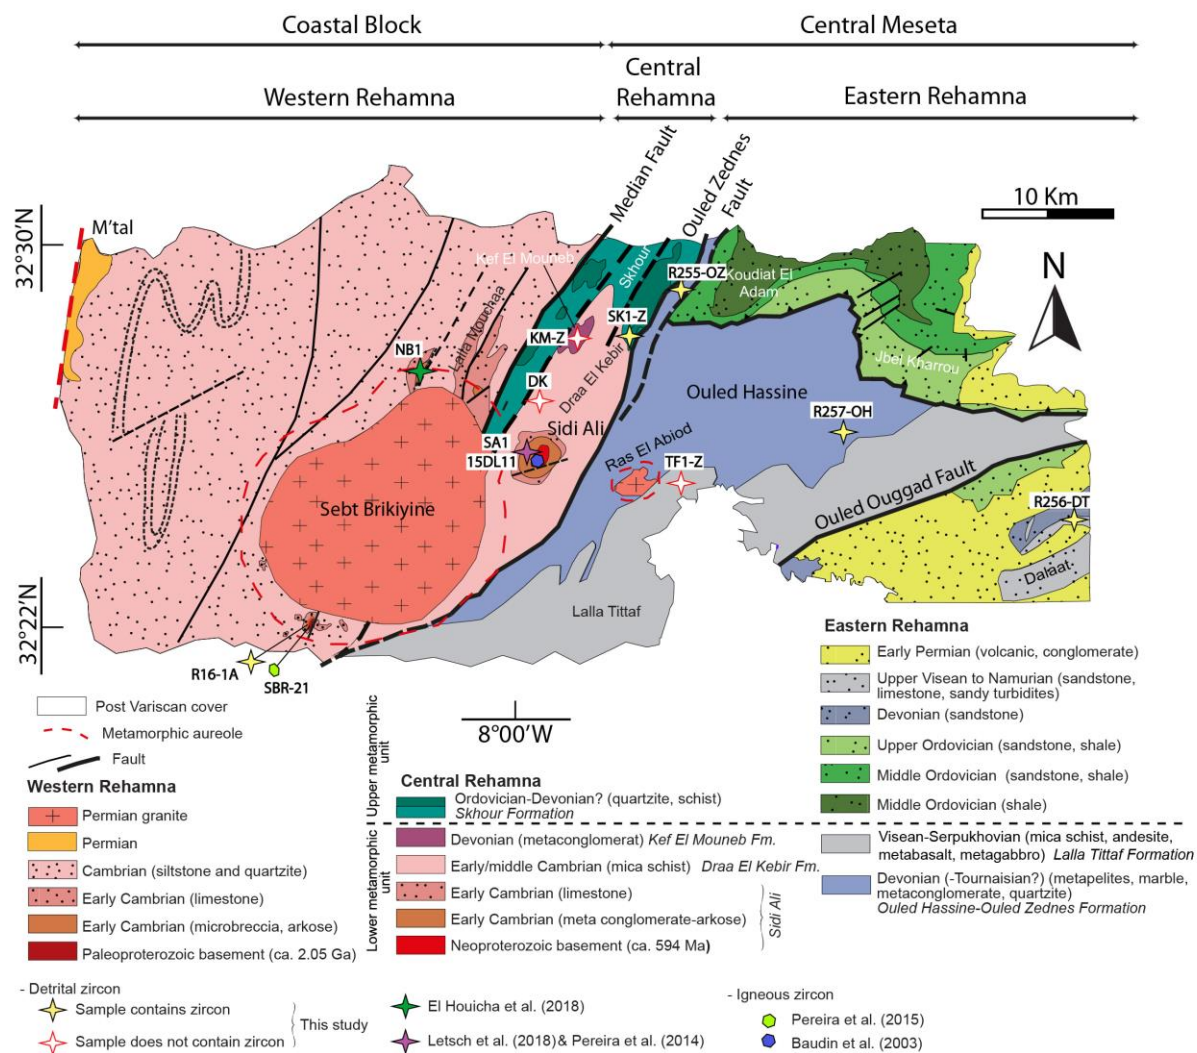 Coastal Block
Central Meseta
Western Rehamna
Central
Rehamna
Eastern Rehamna
Median Fault
Ouled Zednes
Fault
10 Km
N
32°30'N
32°22'N
M'tal
Kef El Mouneb
Skhour
R255-OZ
Koudiat El
Adam
SK1-Z
KM-Z
NB1
Lalla Mouchaa
Draa El Kebir
Jbel Kharrou
DK
Ouled Hassine
R257-OH
SA1
15DL11
Sidi Ali
Ras El Abiod
TF1-Z
Ouled Ouggad Fault
R256-DT
Sebt Brikiyine
Dalaat
Lalla Tittaf
R16-1A
SBR-21
8°00'W
Post Variscan cover
Metamorphic aureole
Fault
Western Rehamna
Permian granite
Permian
Cambrian (siltstone and quartzite)
Early Cambrian (limestone)
Early Cambrian (microbreccia, arkose)
Paleoproterozoic basement (ca. 2.05 Ga)
Upper metamorphic
unit
Lower metamorphic
unit
Central Rehamna
Ordovician-Devonian? (quartzite, schist)
Skhour Formation
Devonian (metaconglomerat) Kef El Mouneb Fm.
Early/middle Cambrian (mica schist) Draa El Kebir Fm.
Early Cambrian (limestone)
Early Cambrian (meta conglomerate-arkose)
Neoproterozoic basement (ca. 594 Ma)
Sidi Ali
Eastern Rehamna
Early Permian (volcanic, conglomerate)
Upper Visean to Namurian (sandstone,
limestone, sandy turbidites)
Devonian (sandstone)
Upper Ordovician (sandstone, shale)
Middle Ordovician (sandstone, shale)
Middle Ordovician (shale)
Visean-Serpukhovian (mica schist, andesite,
metabasalt, metagabbro) Lalla Tittaf Formation
Devonian (-Tournaisian?) (metapelites, marble,
metaconglomerate, quartzite)
Ouled Hassine-Ouled Zednes Formation
- Detrital zircon
Sample contains zircon
Sample does not contain zircon
This study
El Houicha et al. (2018)
Letsch et al. (2018) & Pereira et al. (2014)
- Igneous zircon
Pereira et al. (2015)
Baudin et al. (2003)